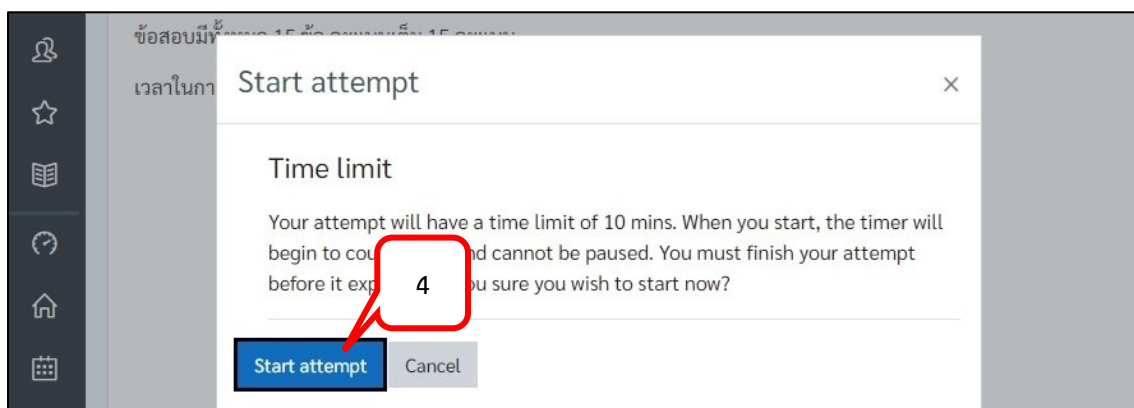 ข้อสอบมีทั้งหมด 15 ข้อ คะแนนเต็ม 15 คะแนน
เวลาในกา
Start attempt
×
Time limit
Your attempt will have a time limit of 10 mins. When you start, the timer will
begin to cou nd cannot be paused. You must finish your attempt
before it exp ou sure you wish to start now?
4
Start attempt Cancel